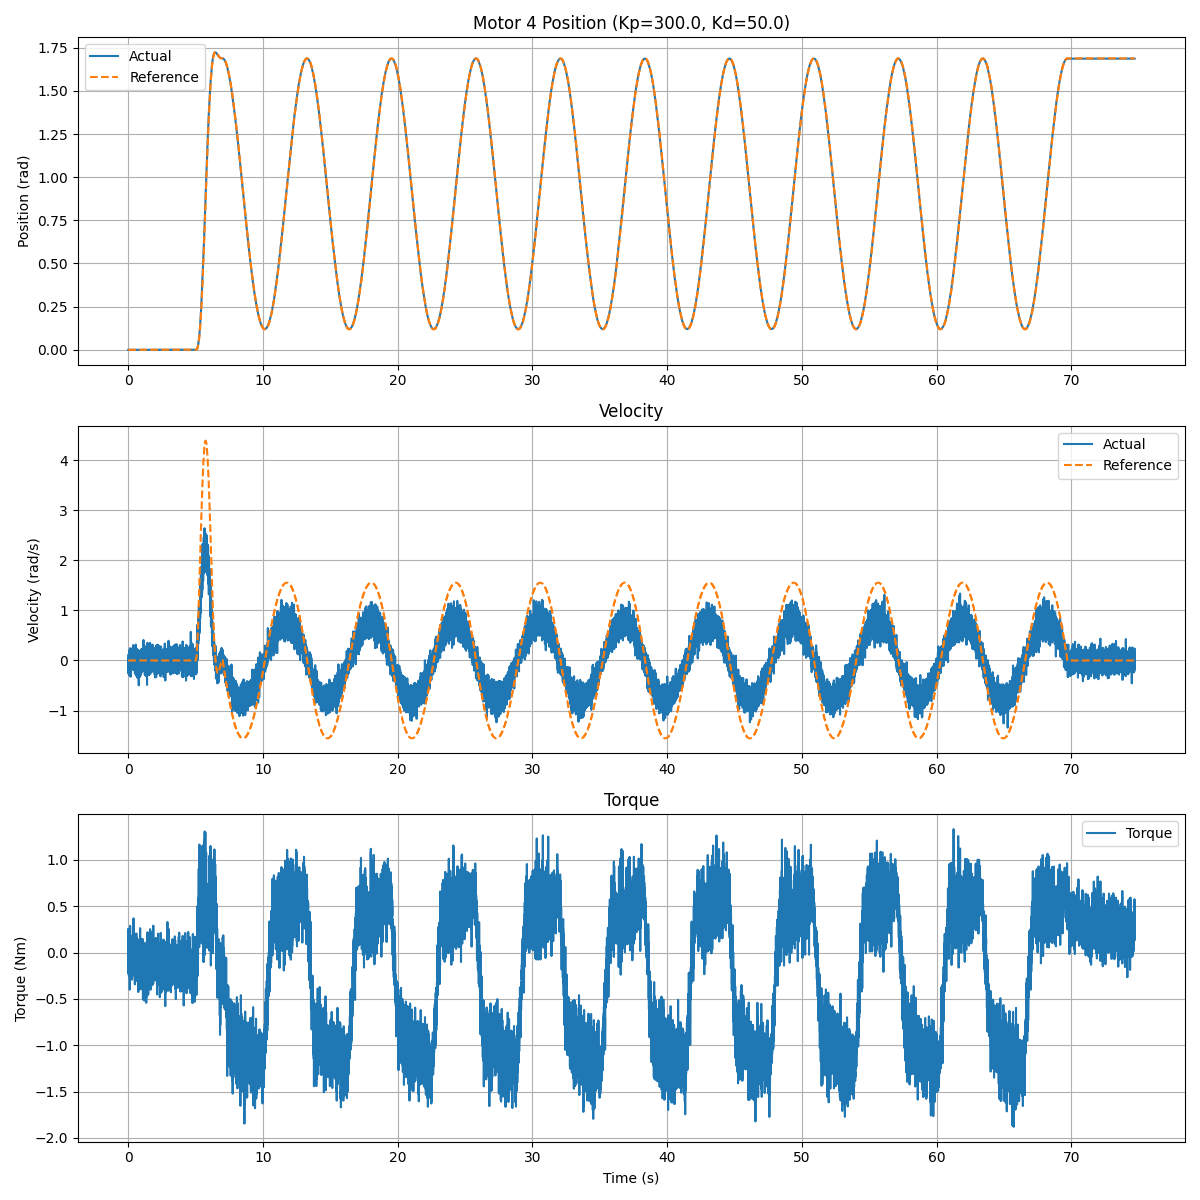 Motor 4 Position (Kp=300.0, Kd=50.0)
Actual
Reference
Position (rad)
1.75
1.50
1.25
1.00
0.75
0.50
0.25
0.00
0 10 20 30 40 50 60 70
Velocity
Actual
Reference
Velocity (rad/s)
4
3
2
1
0
−1
0 10 20 30 40 50 60 70
Torque
Torque
Torque (Nm)
1.0
0.5
0.0
−0.5
−1.0
−1.5
−2.0
0 10 20 30 40 50 60 70
Time (s)